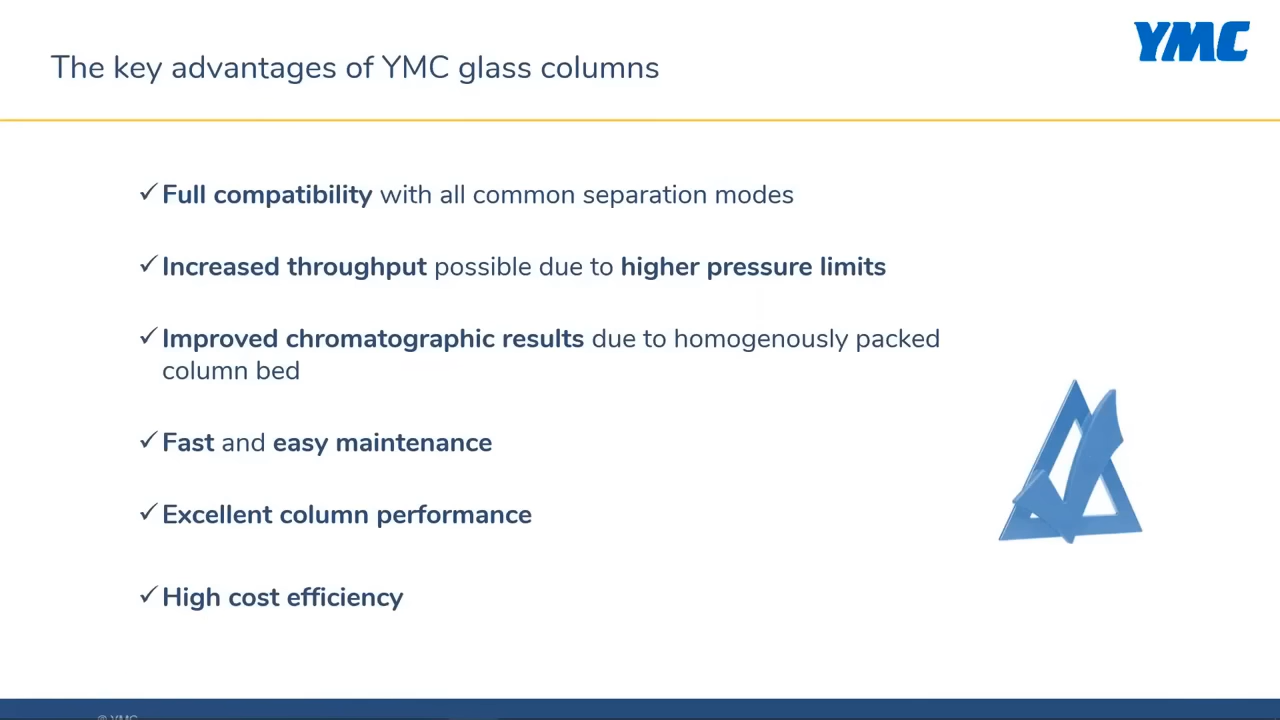 YMC
The key advantages of YMC glass columns
✓Full compatibility with all common separation modes
✓Increased throughput possible due to higher pressure limits
✓Improved chromatographic results due to homogenously packed
column bed
✓Fast and easy maintenance
✓Excellent column performance
✓High cost efficiency
© YMC